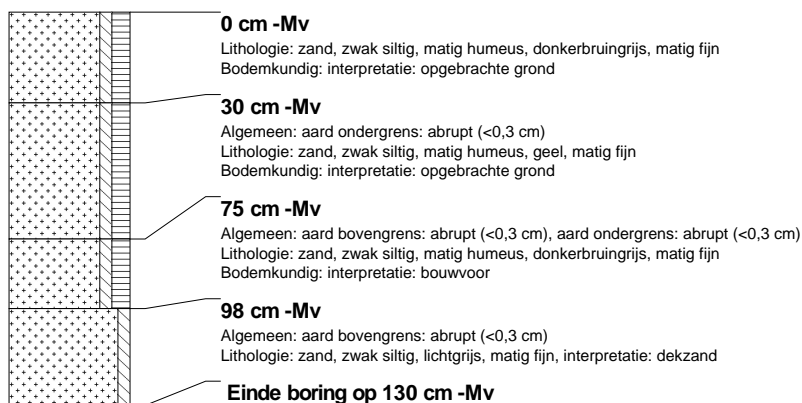 0 cm -Mv
Lithologie: zand, zwak siltig, matig humeus, donkerbruingrijs, matig fijn
Bodemkundig: interpretatie: opgebrachte grond
30 cm -Mv
Algemeen: aard ondergrens: abrupt (<0,3 cm)
Lithologie: zand, zwak siltig, matig humeus, geel, matig fijn
Bodemkundig: interpretatie: opgebrachte grond
75 cm -Mv
Algemeen: aard bovengrens: abrupt (<0,3 cm), aard ondergrens: abrupt (<0,3 cm)
Lithologie: zand, zwak siltig, matig humeus, donkerbruingrijs, matig fijn
Bodemkundig: interpretatie: bouwvoor
98 cm -Mv
Algemeen: aard bovengrens: abrupt (<0,3 cm)
Lithologie: zand, zwak siltig, lichtgrijs, matig fijn, interpretatie: dekzand
Einde boring op 130 cm -Mv